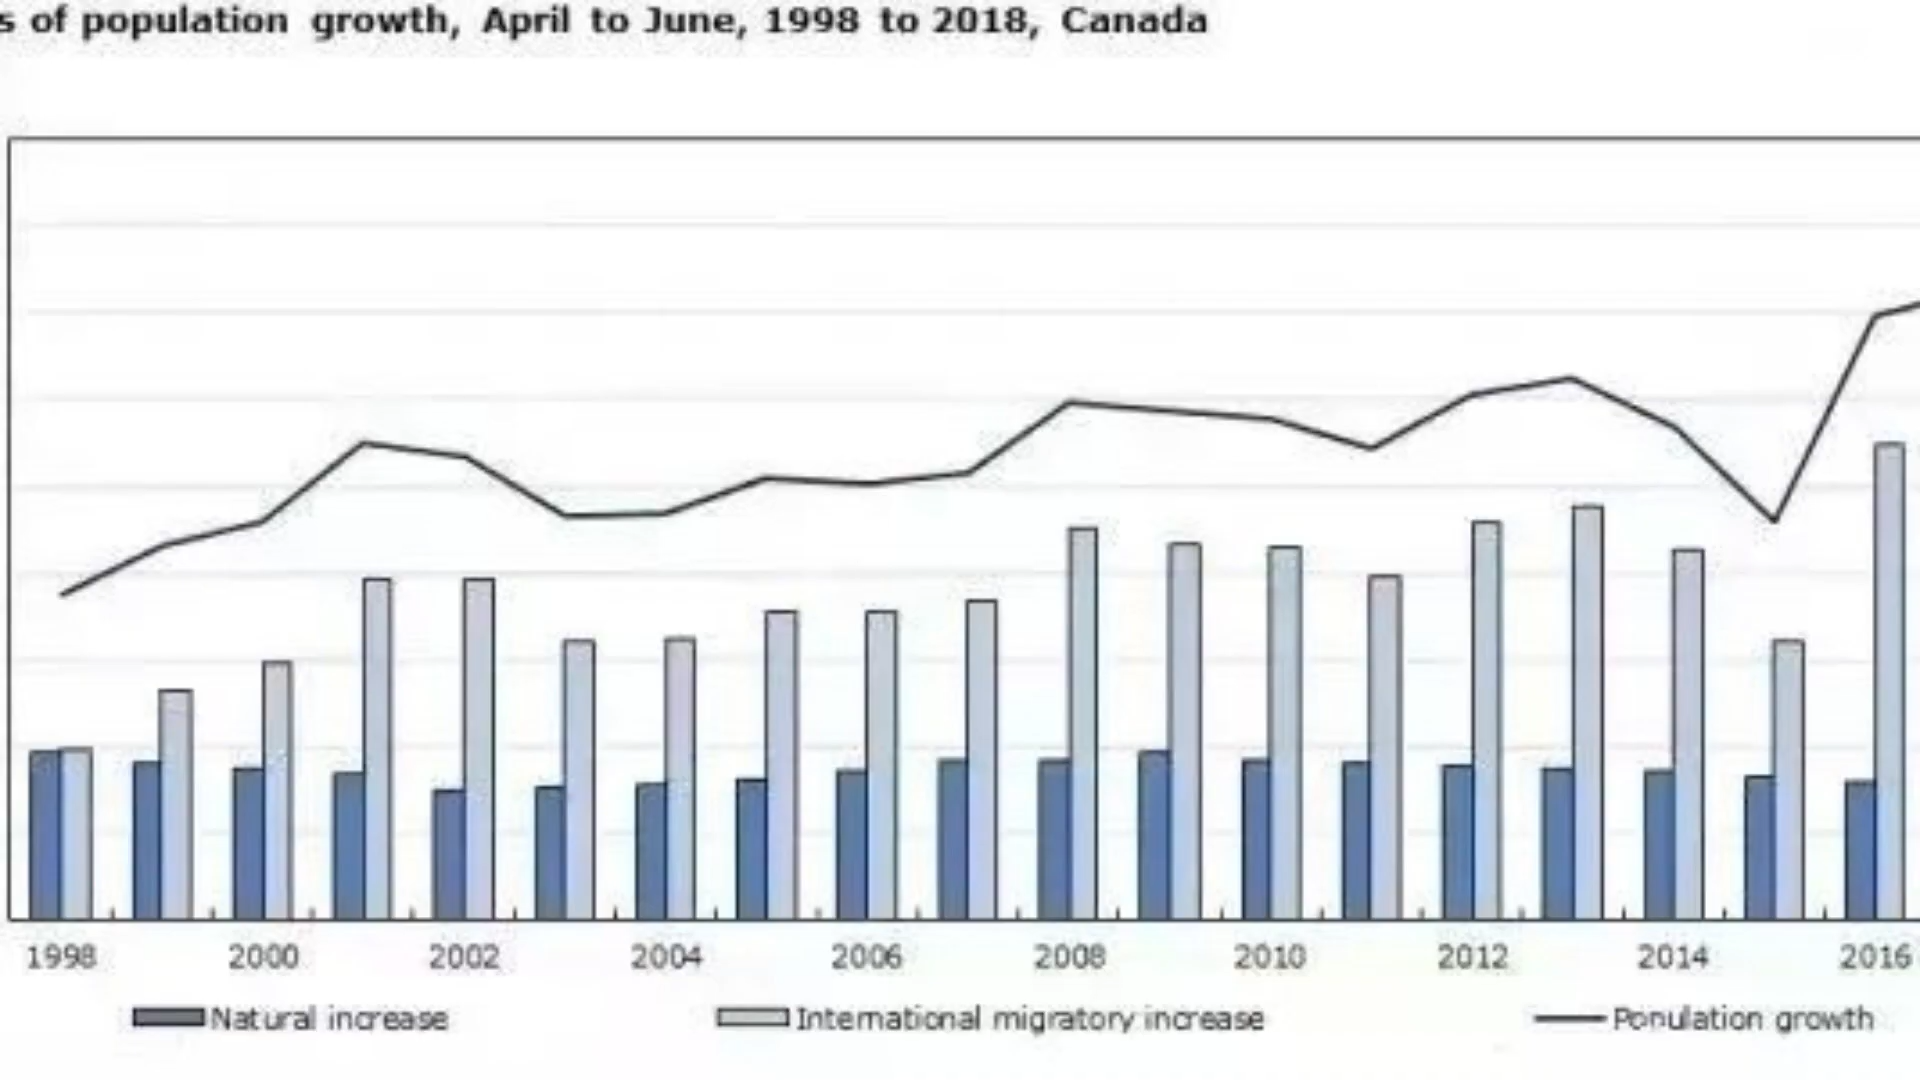 s of population growth, April to June, 1998 to 2018, Canada
1998 2000 2002 2004 2006 2008 2010 2012 2014 2016
Natural increase International migratory increase Population growth